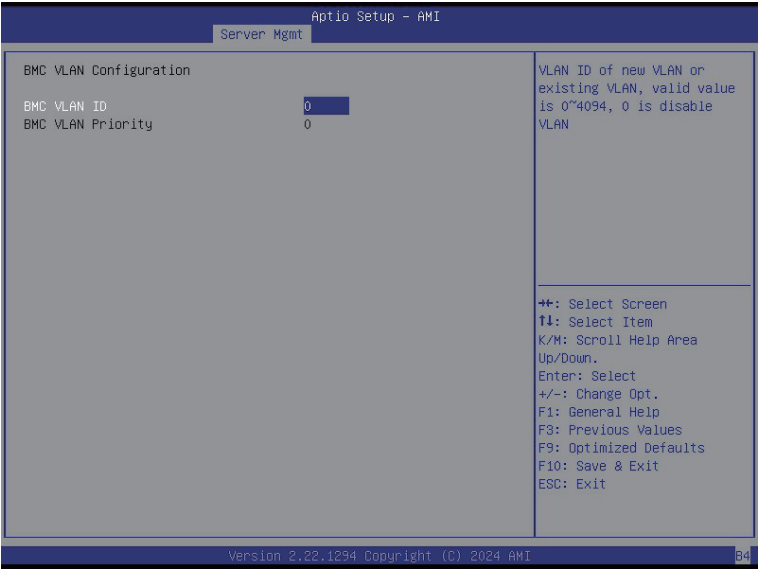 Aptio Setup – AMI
Server Mgmt
BMC VLAN Configuration
BMC VLAN ID 0
BMC VLAN Priority 0
VLAN ID of new VLAN or
existing VLAN, valid value
is 0~4094, 0 is disable
VLAN
→←: Select Screen
↑↓: Select Item
K/M: Scroll Help Area
Up/Down.
Enter: Select
+/-: Change Opt.
F1: General Help
F3: Previous Values
F9: Optimized Defaults
F10: Save & Exit
ESC: Exit
Version 2.22.1294 Copyright (C) 2024 AMI
B4